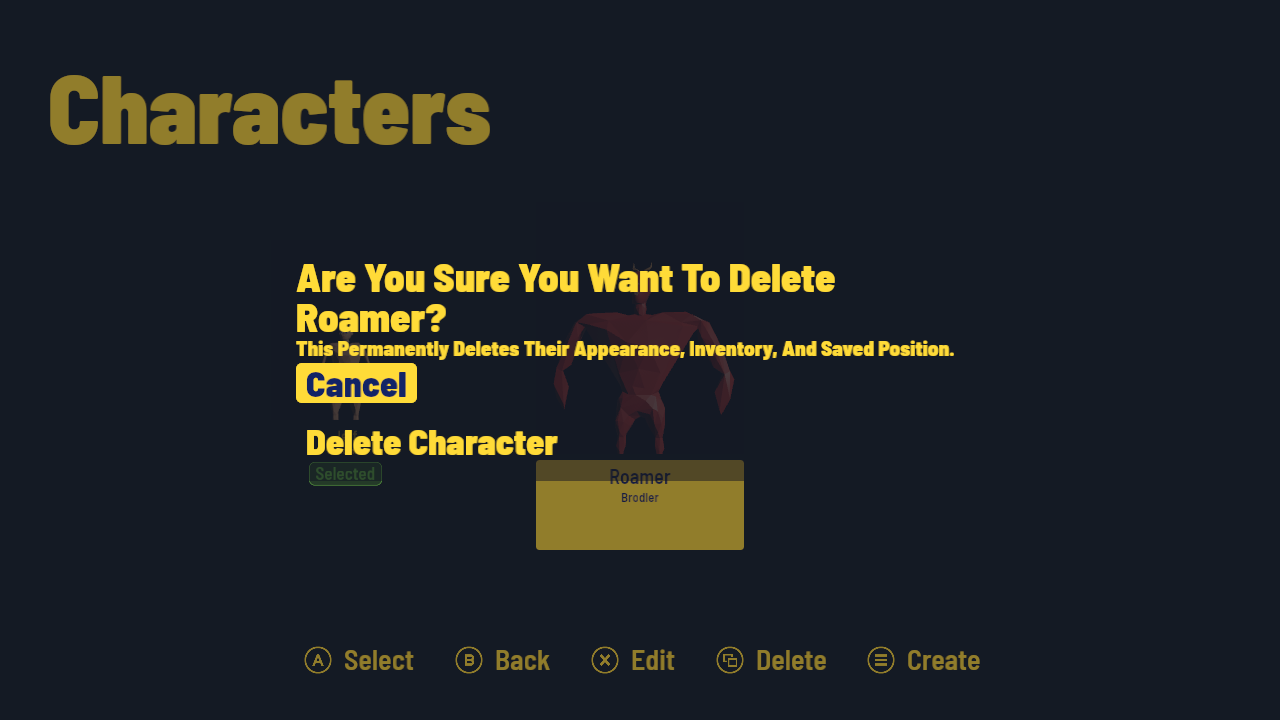 Characters
Are You Sure You Want To Delete
Roamer?
This Permanently Deletes Their Appearance, Inventory, And Saved Position.
Cancel
Delete Character
Selected
Roamer
Brodler
A Select B Back X Edit Delete Create